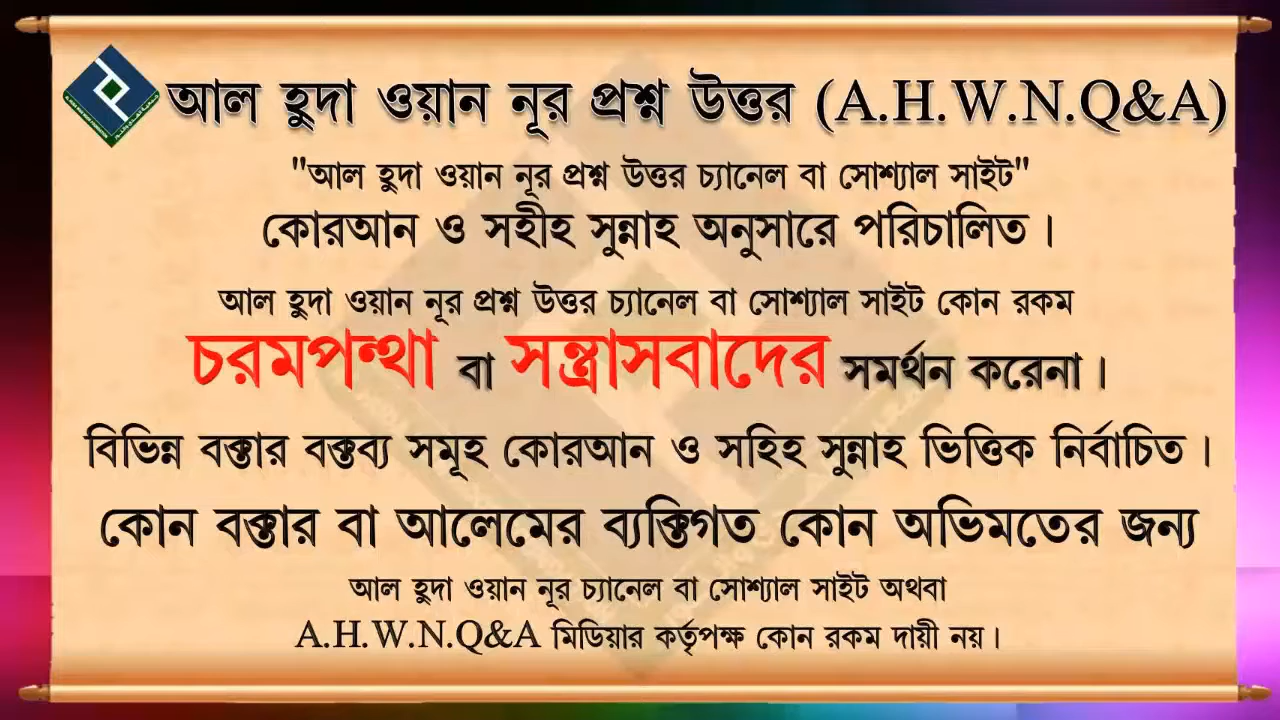 আল হুদা ওয়ান নূর প্রশ্ন উত্তর (A.H.W.N.Q&A)
"আল হুদা ওয়ান নূর প্রশ্ন উত্তর চ্যানেল বা সোশ্যাল সাইট"
কোরআন ও সহীহ সুন্নাহ অনুসারে পরিচালিত।
আল হুদা ওয়ান নূর প্রশ্ন উত্তর চ্যানেল বা সোশ্যাল সাইট কোন রকম
চরমপন্থা বা সন্ত্রাসবাদের সমর্থন করেনা।
বিভিন্ন বক্তার বক্তব্য সমূহ কোরআন ও সহিহ সুন্নাহ ভিত্তিক নির্বাচিত।
কোন বক্তার বা আলেমের ব্যক্তিগত কোন অভিমতের জন্য
আল হুদা ওয়ান নূর চ্যানেল বা সোশ্যাল সাইট অথবা
A.H.W.N.Q&A মিডিয়ার কর্তৃপক্ষ কোন রকম দায়ী নয়।